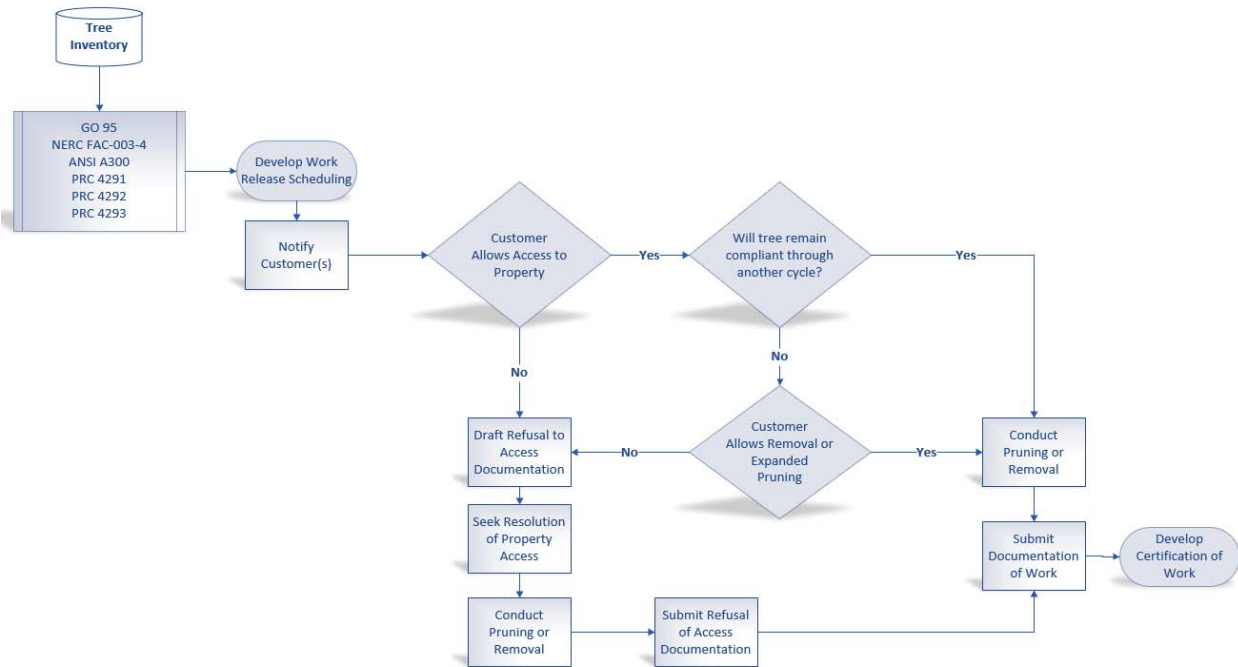 Tree
Inventory
GO 95
NERC FAC-003-4
ANSI A300
PRC 4291
PRC 4292
PRC 4293
Develop Work
Release Scheduling
Notify
Customer(s)
Customer
Allows Access to
Property
Yes
Will tree remain
compliant through
another cycle?
Yes
No
No
Draft Refusal to
Access
Documentation
No
Customer
Allows Removal or
Expanded
Pruning
Yes
Conduct
Pruning or
Removal
Seek Resolution
of Property
Access
Submit
Documentation
of Work
Develop
Certification of
Work
Conduct
Pruning or
Removal
Submit Refusal
of Access
Documentation